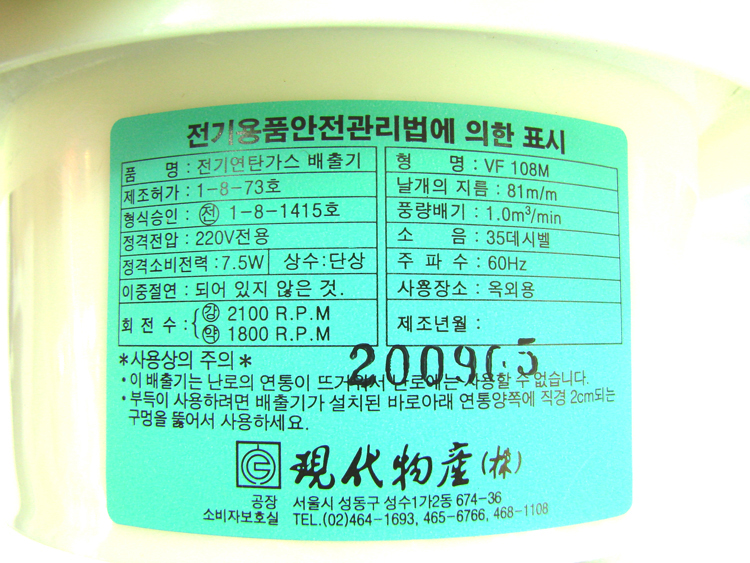 전기용품안전관리법에 의한 표시
품 명 : 전기연탄가스 배출기
제조허가 : 1-8-73호
형식승인 : 전 1-8-1415호
정격전압 : 220V전용
정격소비전력 : 7.5W 상수 : 단상
이중절연 : 되어 있지 않은 것.
회 전 수 : { 강 2100 R.P.M
약 1800 R.P.M
형 명 : VF 108M
날개의 지름 : 81m/m
풍량배기 : 1.0m³/min
소 음 : 35데시벨
주 파 수 : 60Hz
사용장소 : 옥외용
제조년월 :
200905
*사용상의 주의*
·이 배출기는 난로의 연통이 뜨거워서 난로에는 사용할 수 없습니다.
·부득이 사용하려면 배출기가 설치된 바로아래 연통양쪽에 직경 2cm되는
구멍을 뚫어서 사용하세요.
現代物産(株)
공장 서울시 성동구 성수1가2동 674-36
소비자보호실 TEL.(02)464-1693, 465-6766, 468-1108